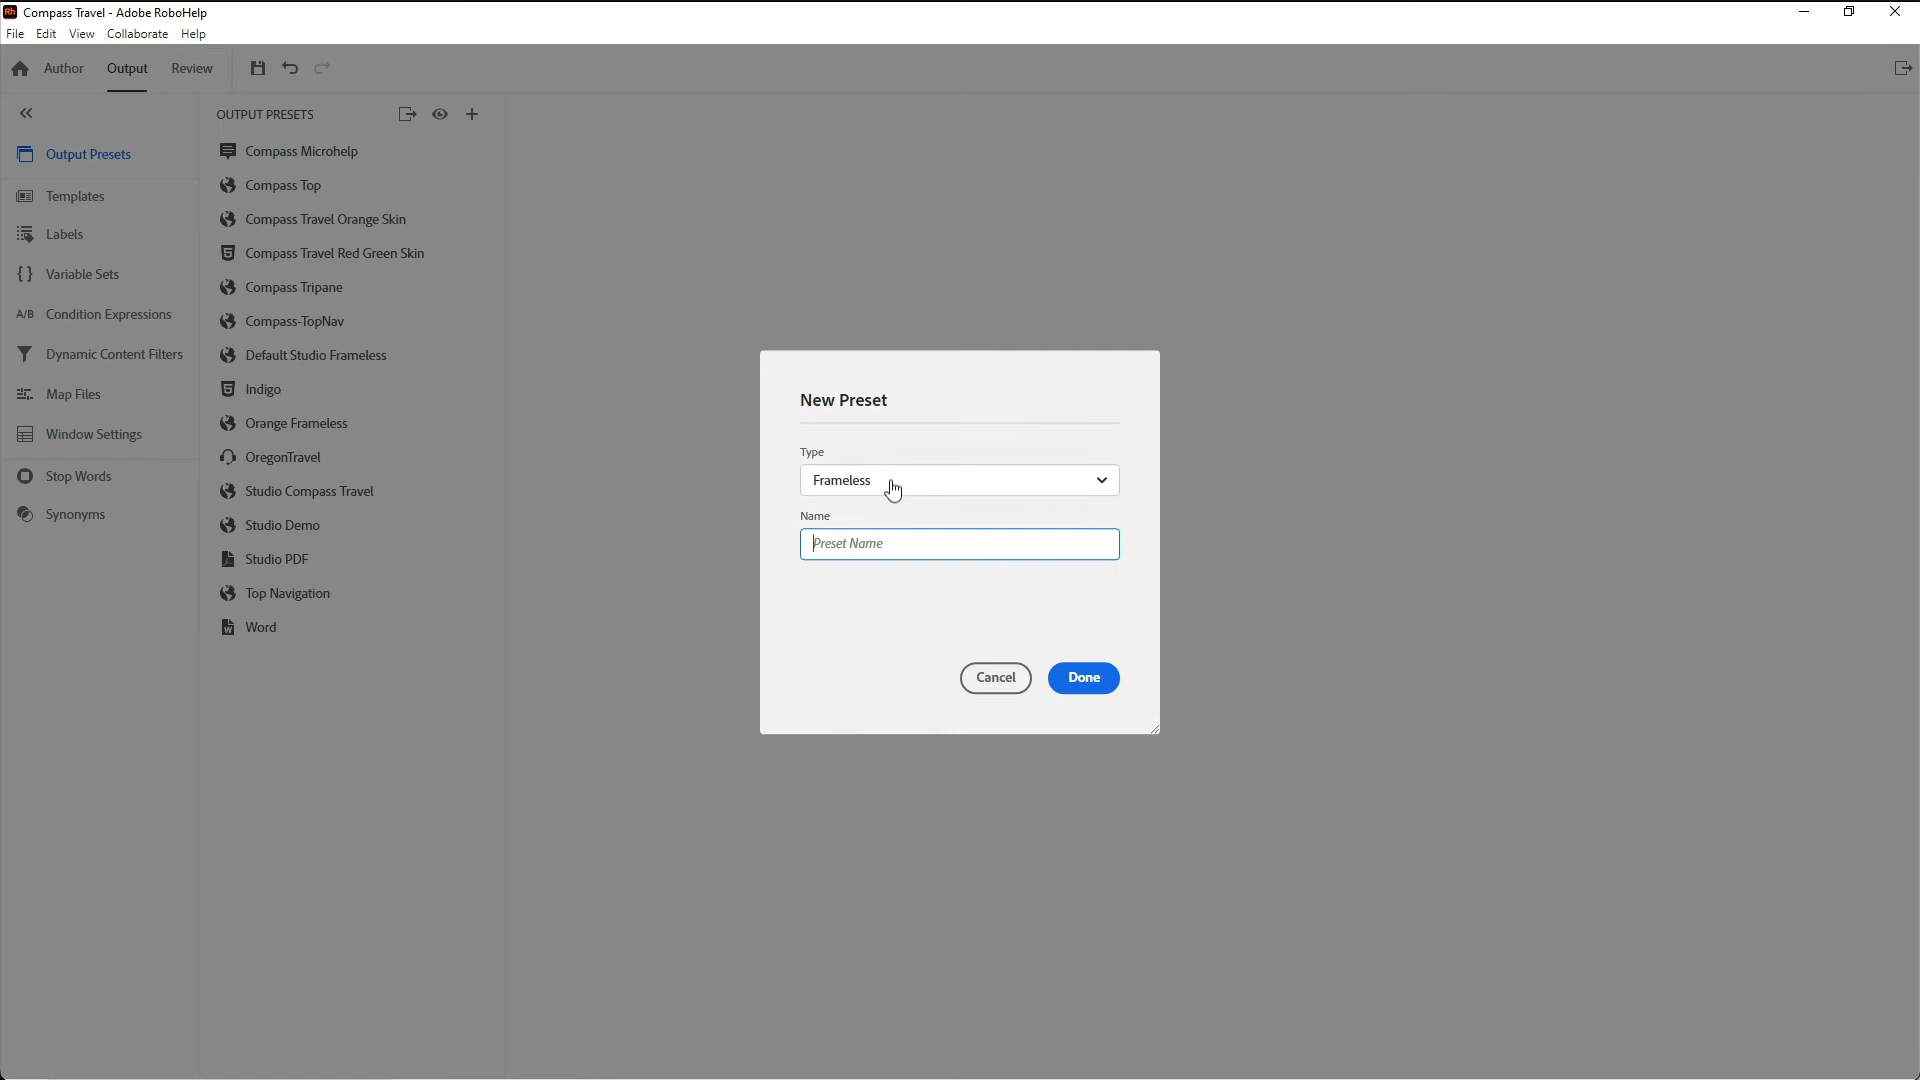 Rh Compass Travel - Adobe RoboHelp
File Edit View Collaborate Help
Author Output Review
OUTPUT PRESETS
Output Presets
Templates
Labels
{ } Variable Sets
A/B Condition Expressions
Dynamic Content Filters
Map Files
Window Settings
Stop Words
Synonyms
Compass Microhelp
Compass Top
Compass Travel Orange Skin
Compass Travel Red Green Skin
Compass Tripane
Compass-TopNav
Default Studio Frameless
Indigo
Orange Frameless
OregonTravel
Studio Compass Travel
Studio Demo
Studio PDF
Top Navigation
Word
New Preset
Type
Frameless
Name
Preset Name
Cancel Done